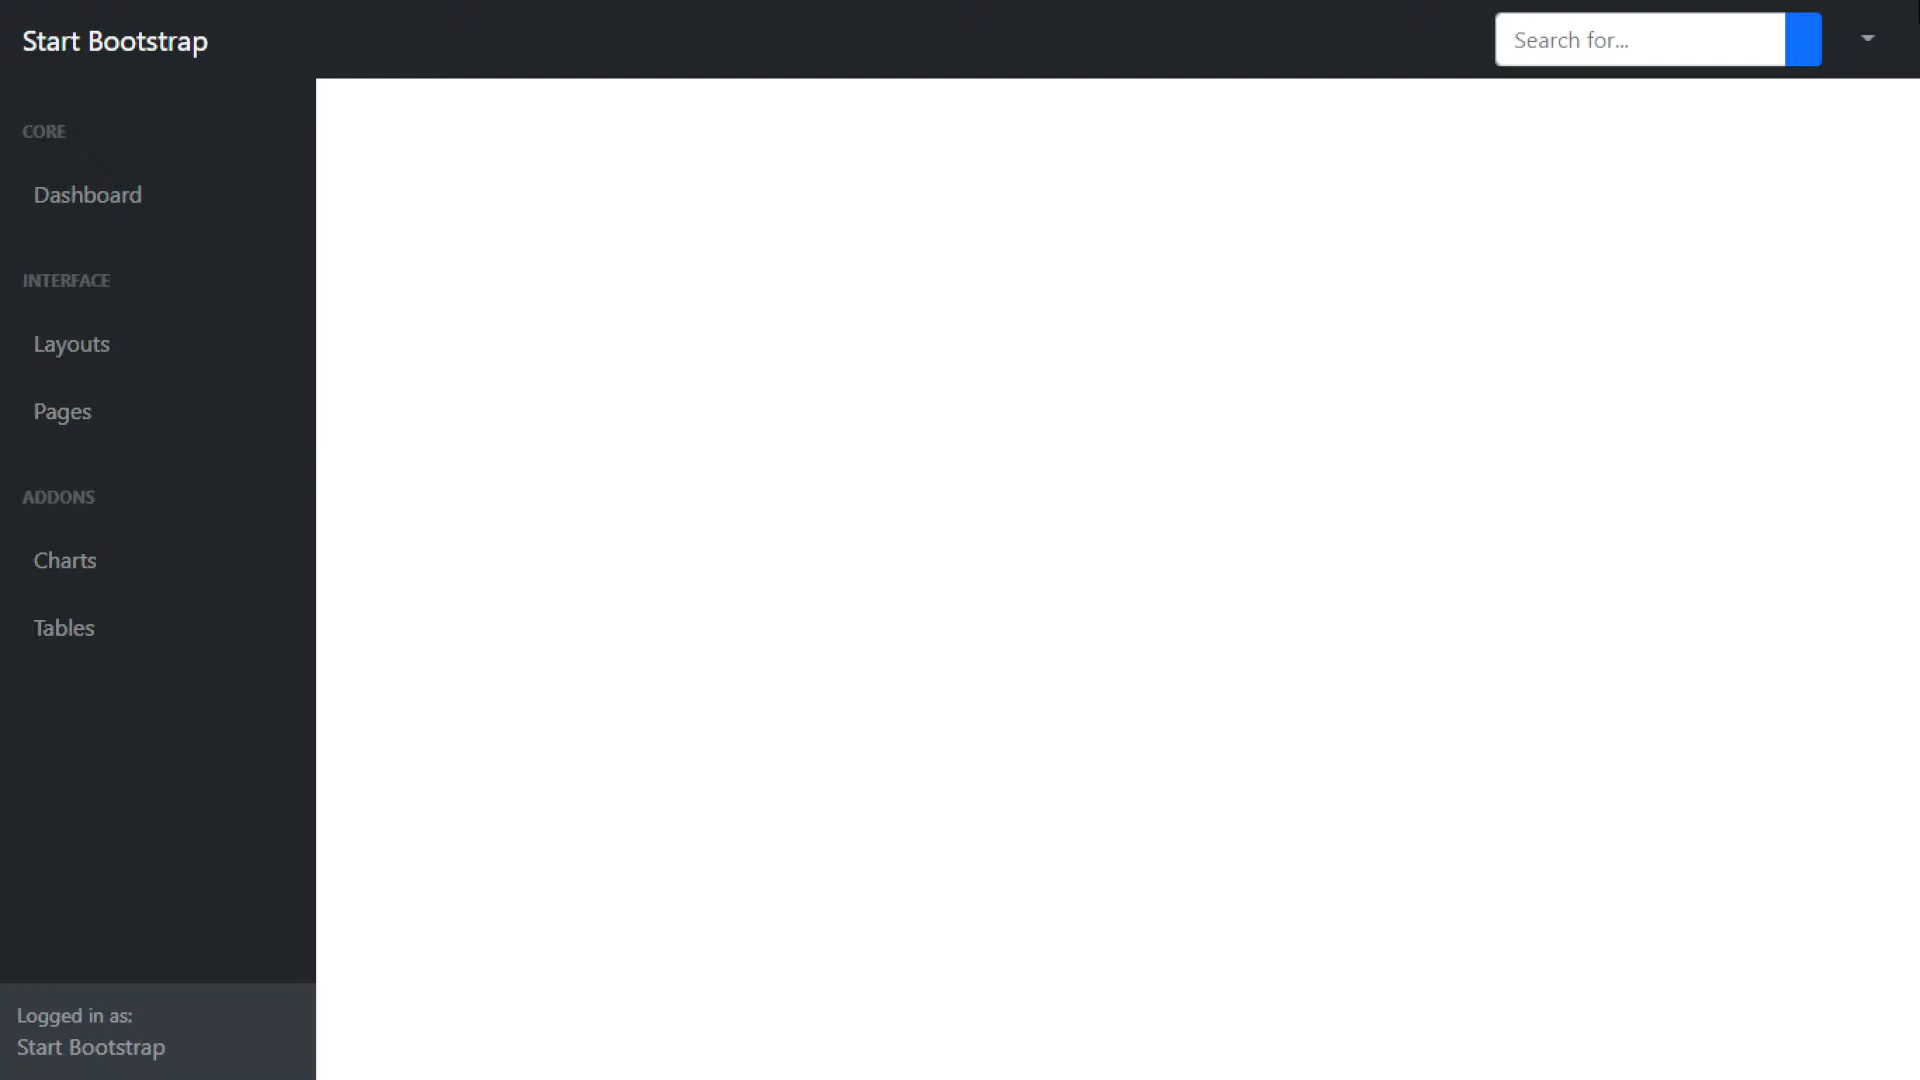 Start Bootstrap
Search for...
CORE
Dashboard
INTERFACE
Layouts
Pages
ADDONS
Charts
Tables
Logged in as:
Start Bootstrap